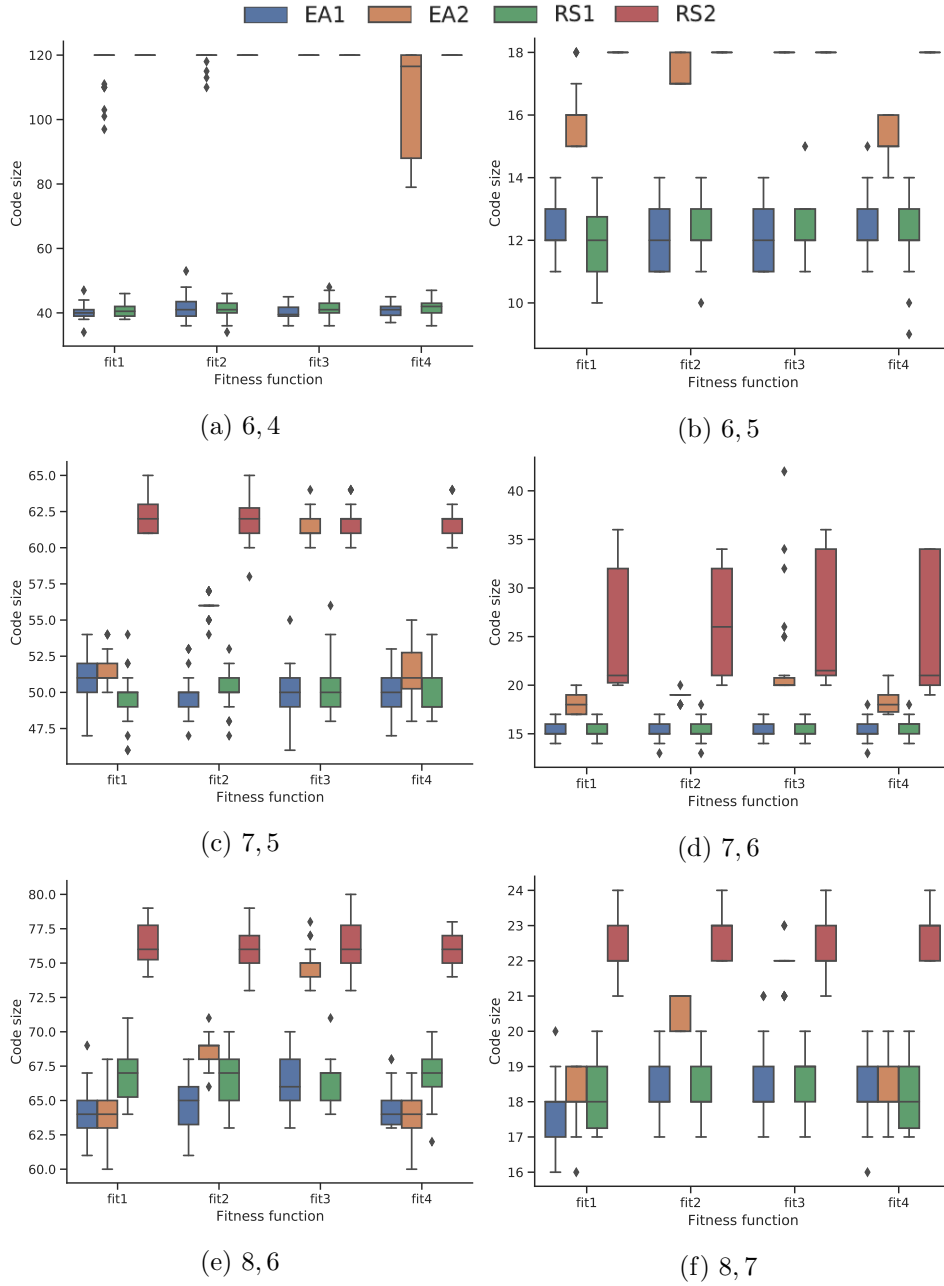 EA1 EA2 RS1 RS2
120
100
80
60
40
Code size
fit1 fit2 fit3 fit4
Fitness function
(a) 6, 4
18
16
14
12
10
Code size
fit1 fit2 fit3 fit4
Fitness function
(b) 6, 5
65.0
62.5
60.0
57.5
55.0
52.5
50.0
47.5
Code size
fit1 fit2 fit3 fit4
Fitness function
(c) 7, 5
40
35
30
25
20
15
Code size
fit1 fit2 fit3 fit4
Fitness function
(d) 7, 6
80.0
77.5
75.0
72.5
70.0
67.5
65.0
62.5
60.0
Code size
fit1 fit2 fit3 fit4
Fitness function
(e) 8, 6
24
23
22
21
20
19
18
17
16
Code size
fit1 fit2 fit3 fit4
Fitness function
(f) 8, 7